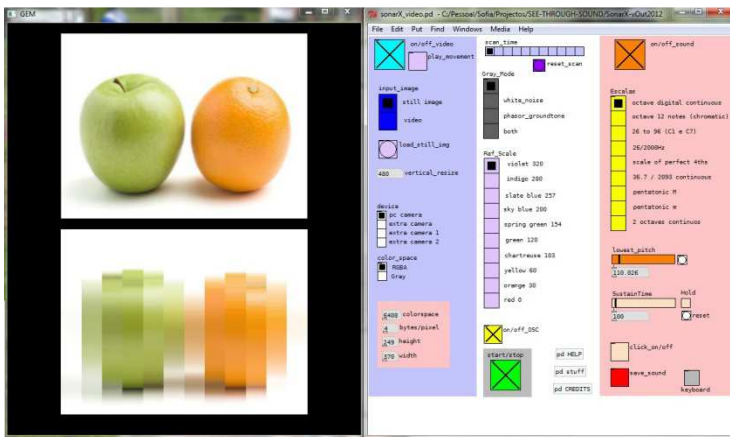 GEM
sonarX_video.pd - C:/Pessoal/Sofia/Projectos/SEE-THROUGH-SOUND/SonarX-vOut2012
File Edit Put Find Windows Media Help
on/off_video
play_movement
input_image
still image
video
load_still_img
480 vertical_resize
device
pc camera
extra camera
extra camera 1
extra camera 2
color_space
RGBA
Gray
6408 colorspace
4 bytes/pixel
249 height
370 width
scan_time
reset_scan
Gray_Mode
white_noise
phasor_groundtone
both
Ref_Scale
violet 320
indigo 280
slate blue 257
sky blue 200
spring green 154
green 120
chartreuse 103
yellow 60
orange 30
red 0
on/off_OSC
start/stop
pd HELP
pd stuff
pd CREDITS
on/off_sound
Escalas
octave digital continuous
octave 12 notes (chromatic)
26 to 96 (C1 e C7)
26/2000Hz
scale of perfect 4ths
36.7 / 2093 continuous
pentatonic M
pentatonic m
2 octaves continuos
lowest_pitch
110.026
SustainTime Hold
100 reset
click_on/off
save_sound
keyboard